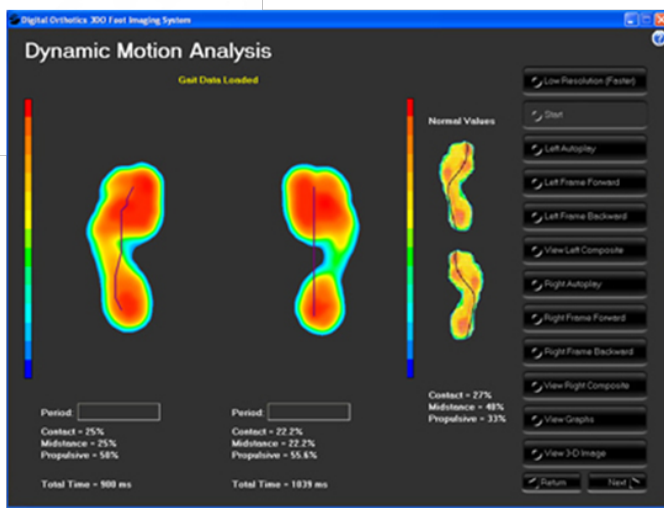 Digital Orthotics 3DO Foot Imaging System
Dynamic Motion Analysis
Gait Data Loaded
Normal Values
Period:
Contact = 25%
Midstance = 25%
Propulsive = 50%
Total Time = 900 ms
Period:
Contact = 22.2%
Midstance = 22.2%
Propulsive = 55.6%
Total Time = 1039 ms
Contact = 27%
Midstance = 40%
Propulsive = 33%
Low Resolution (Faster)
Start
Left Autoplay
Left Frame Forward
Left Frame Backward
View Left Composite
Right Autoplay
Right Frame Forward
Right Frame Backward
View Right Composite
View Graphs
View 3-D Image
Return
Next